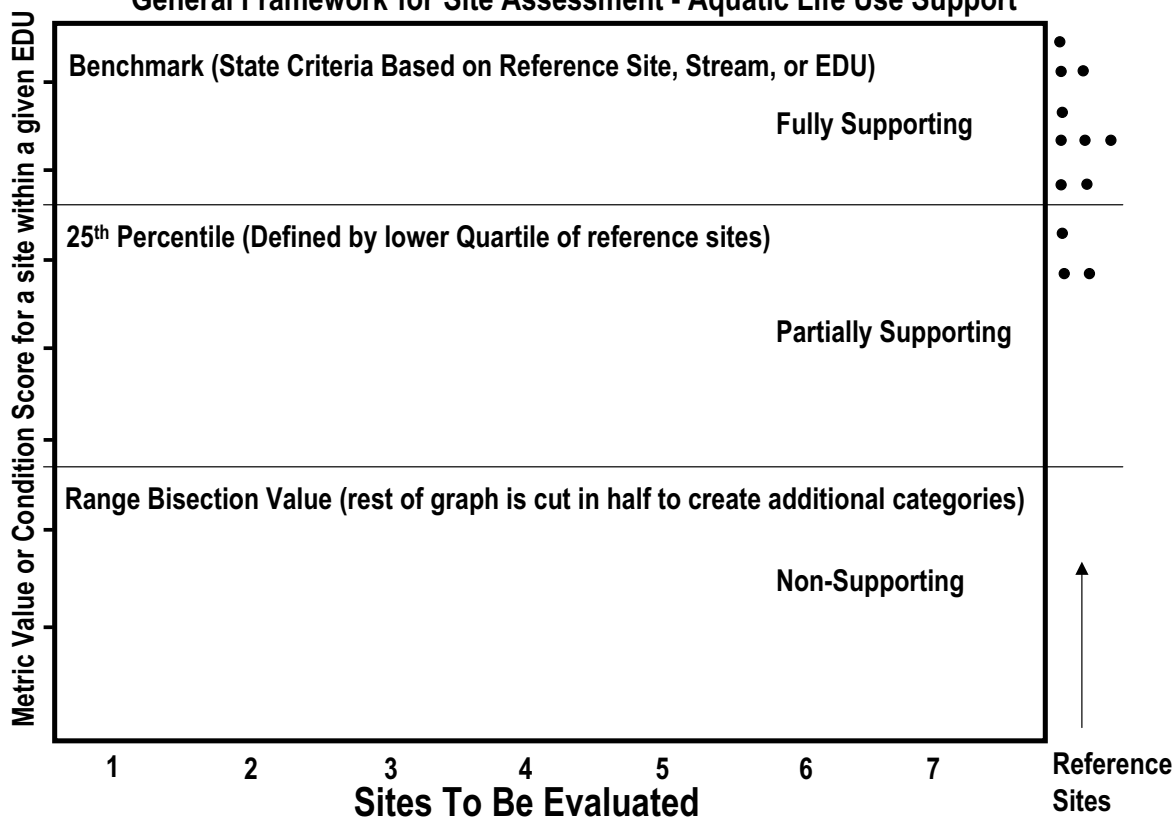 General Framework for Site Assessment - Aquatic Life Use Support
Metric Value or Condition Score for a site within a given EDU
Benchmark (State Criteria Based on Reference Site, Stream, or EDU)
Fully Supporting
25th Percentile (Defined by lower Quartile of reference sites)
Partially Supporting
Range Bisection Value (rest of graph is cut in half to create additional categories)
Non-Supporting
1 2 3 4 5 6 7
Sites To Be Evaluated
Reference
Sites